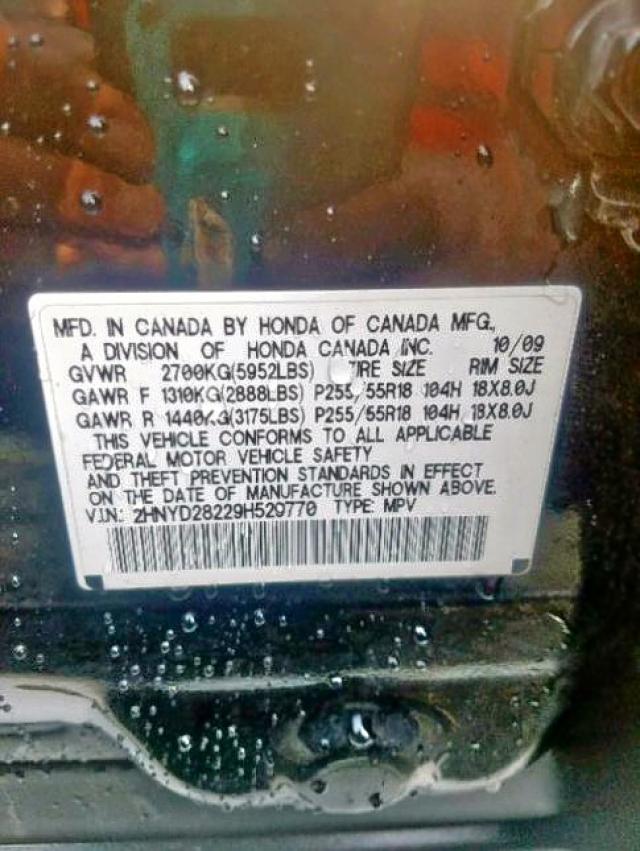 MFD. IN CANADA BY HONDA OF CANADA MFG.,
A DIVISION OF HONDA CANADA INC. 10/09
GVWR 2700KG(5952LBS) TIRE SIZE RIM SIZE
GAWR F 1310KG(2888LBS) P255/55R18 104H 18X8.0J
GAWR R 1440KG(3175LBS) P255/55R18 104H 18X8.0J
THIS VEHICLE CONFORMS TO ALL APPLICABLE
FEDERAL MOTOR VEHICLE SAFETY
AND THEFT PREVENTION STANDARDS IN EFFECT
ON THE DATE OF MANUFACTURE SHOWN ABOVE.
V.I.N.: 2HNYD28229H529770 TYPE: MPV